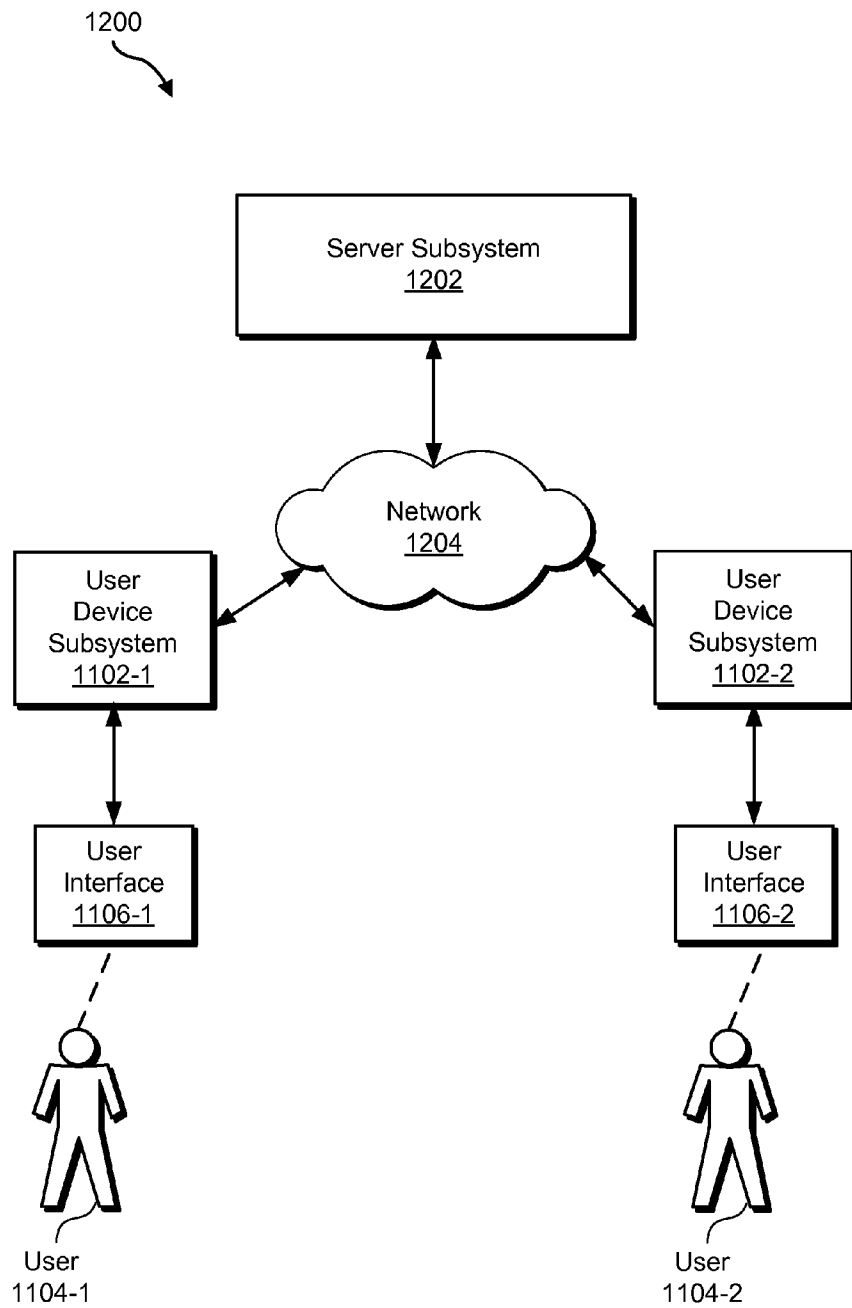 1200
Server Subsystem
1202
Network
1204
User
Device
Subsystem
1102-1
User
Device
Subsystem
1102-2
User
Interface
1106-1
User
Interface
1106-2
User
1104-1
User
1104-2